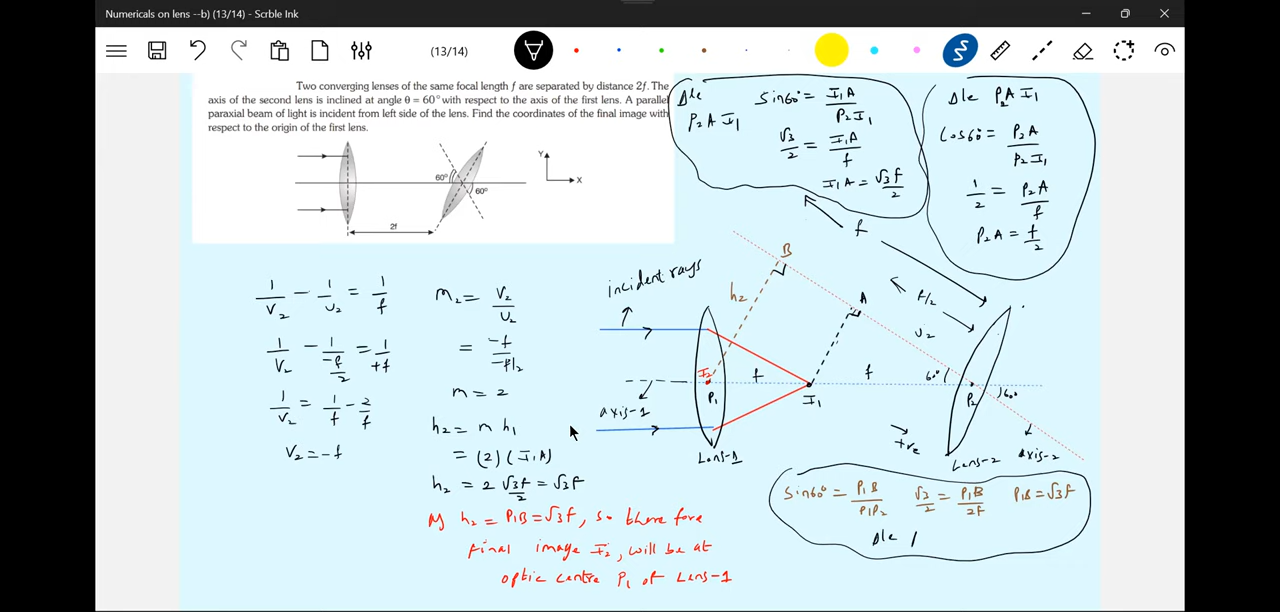 Numericals on lens --b) (13/14) - Scrble Ink
(13/14)
Two converging lenses of the same focal length f are separated by distance 2f. The
axis of the second lens is inclined at angle θ = 60° with respect to the axis of the first lens. A parallel
paraxial beam of light is incident from left side of the lens. Find the coordinates of the final image with
respect to the origin of the first lens.
60°
60°
2f
Y
X
Δle
P₂ A I₁
Sin60° = I₁A / P₂I₁
√3/2 = I₁A / f
I₁A = √3 f / 2
Δle P₂ A I₁
Cos60° = P₂A / P₂I₁
1/2 = P₂A / f
P₂A = f/2
1/V₂ - 1/U₂ = 1/f
1/V₂ - 1/(-f/2) = 1/+f
1/V₂ = 1/f - 2/f
V₂ = -f
m₂ = V₂/U₂
= -f / -f/2
m = 2
h₂ = m h₁
= (2) (I₁A)
h₂ = 2 √3f/2 = √3f
h₂ = P₁B = √3f, so there fore
final image I₂, will be at
optic centre P₁ of Lens-1
incident rays
B
h₂
f
A
f/2
U₂
I₂
P₁
f
I₁
f
60°
P₂
60°
axis-1
Lens-1
+ve
Lens-2
axis-2
Sin60° = P₁B / P₁P₂
√3/2 = P₁B / 2F
P₁B = √3F
Δle